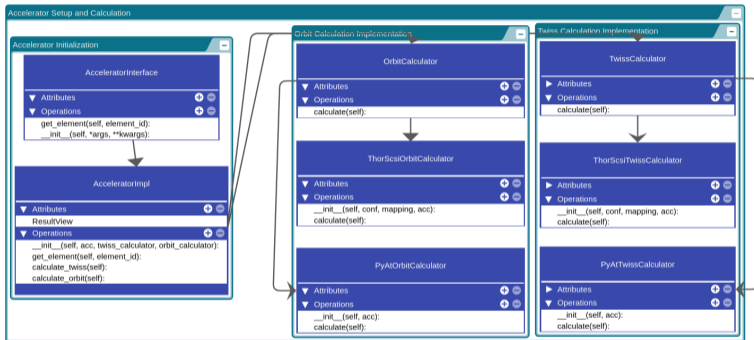 Accelerator Setup and Calculation
Accelerator Initialization
AcceleratorInterface
Attributes
Operations
get_element(self, element_id):
__init__(self, *args, **kwargs):
AcceleratorImpl
Attributes
ResultView
Operations
__init__(self, acc, twiss_calculator, orbit_calculator):
get_element(self, element_id):
calculate_twiss(self):
calculate_orbit(self):
Orbit Calculation Implementation
OrbitCalculator
Attributes
Operations
calculate(self):
ThorScsiOrbitCalculator
Attributes
Operations
__init__(self, conf, mapping, acc):
calculate(self):
PyAtOrbitCalculator
Attributes
Operations
__init__(self, acc):
calculate(self):
Twiss Calculation Implementation
TwissCalculator
Attributes
Operations
calculate(self):
ThorScsiTwissCalculator
Attributes
Operations
__init__(self, conf, mapping, acc):
calculate(self):
PyAtTwissCalculator
Attributes
Operations
__init__(self, acc):
calculate(self):